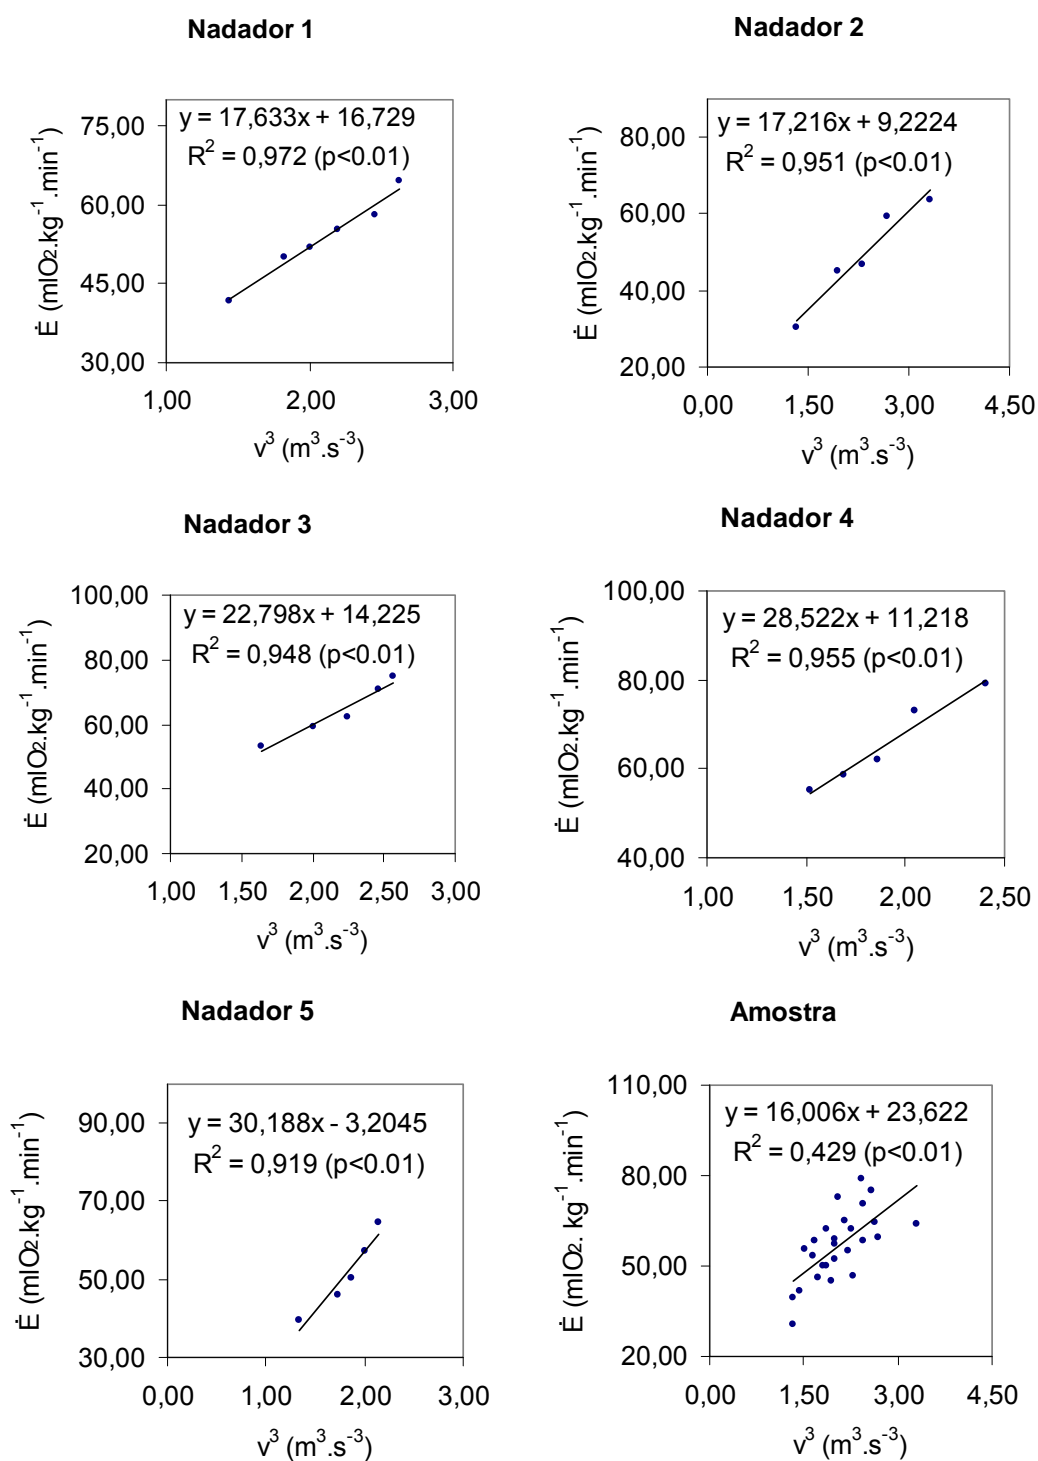 Nadador 1
y = 17,633x + 16,729
R² = 0,972 (p<0.01)
75,00
60,00
45,00
30,00
Ė (mlO2.kg⁻¹.min⁻¹)
1,00 2,00 3,00
v³ (m³.s⁻³)
Nadador 2
y = 17,216x + 9,2224
R² = 0,951 (p<0.01)
80,00
60,00
40,00
20,00
Ė (mlO2.kg⁻¹.min⁻¹)
0,00 1,50 3,00 4,50
v³ (m³.s⁻³)
Nadador 3
y = 22,798x + 14,225
R² = 0,948 (p<0.01)
100,00
80,00
60,00
40,00
20,00
Ė (mlO2.kg⁻¹.min⁻¹)
1,00 1,50 2,00 2,50 3,00
v³ (m³.s⁻³)
Nadador 4
y = 28,522x + 11,218
R² = 0,955 (p<0.01)
100,00
80,00
60,00
40,00
Ė (mlO2.kg⁻¹.min⁻¹)
1,00 1,50 2,00 2,50
v³ (m³.s⁻³)
Nadador 5
y = 30,188x - 3,2045
R² = 0,919 (p<0.01)
90,00
70,00
50,00
30,00
Ė (mlO2.kg⁻¹.min⁻¹)
0,00 1,00 2,00 3,00
v³ (m³.s⁻³)
Amostra
y = 16,006x + 23,622
R² = 0,429 (p<0.01)
110,00
80,00
50,00
20,00
Ė (mlO2. kg⁻¹.min⁻¹)
0,00 1,50 3,00 4,50
v³ (m³.s⁻³)